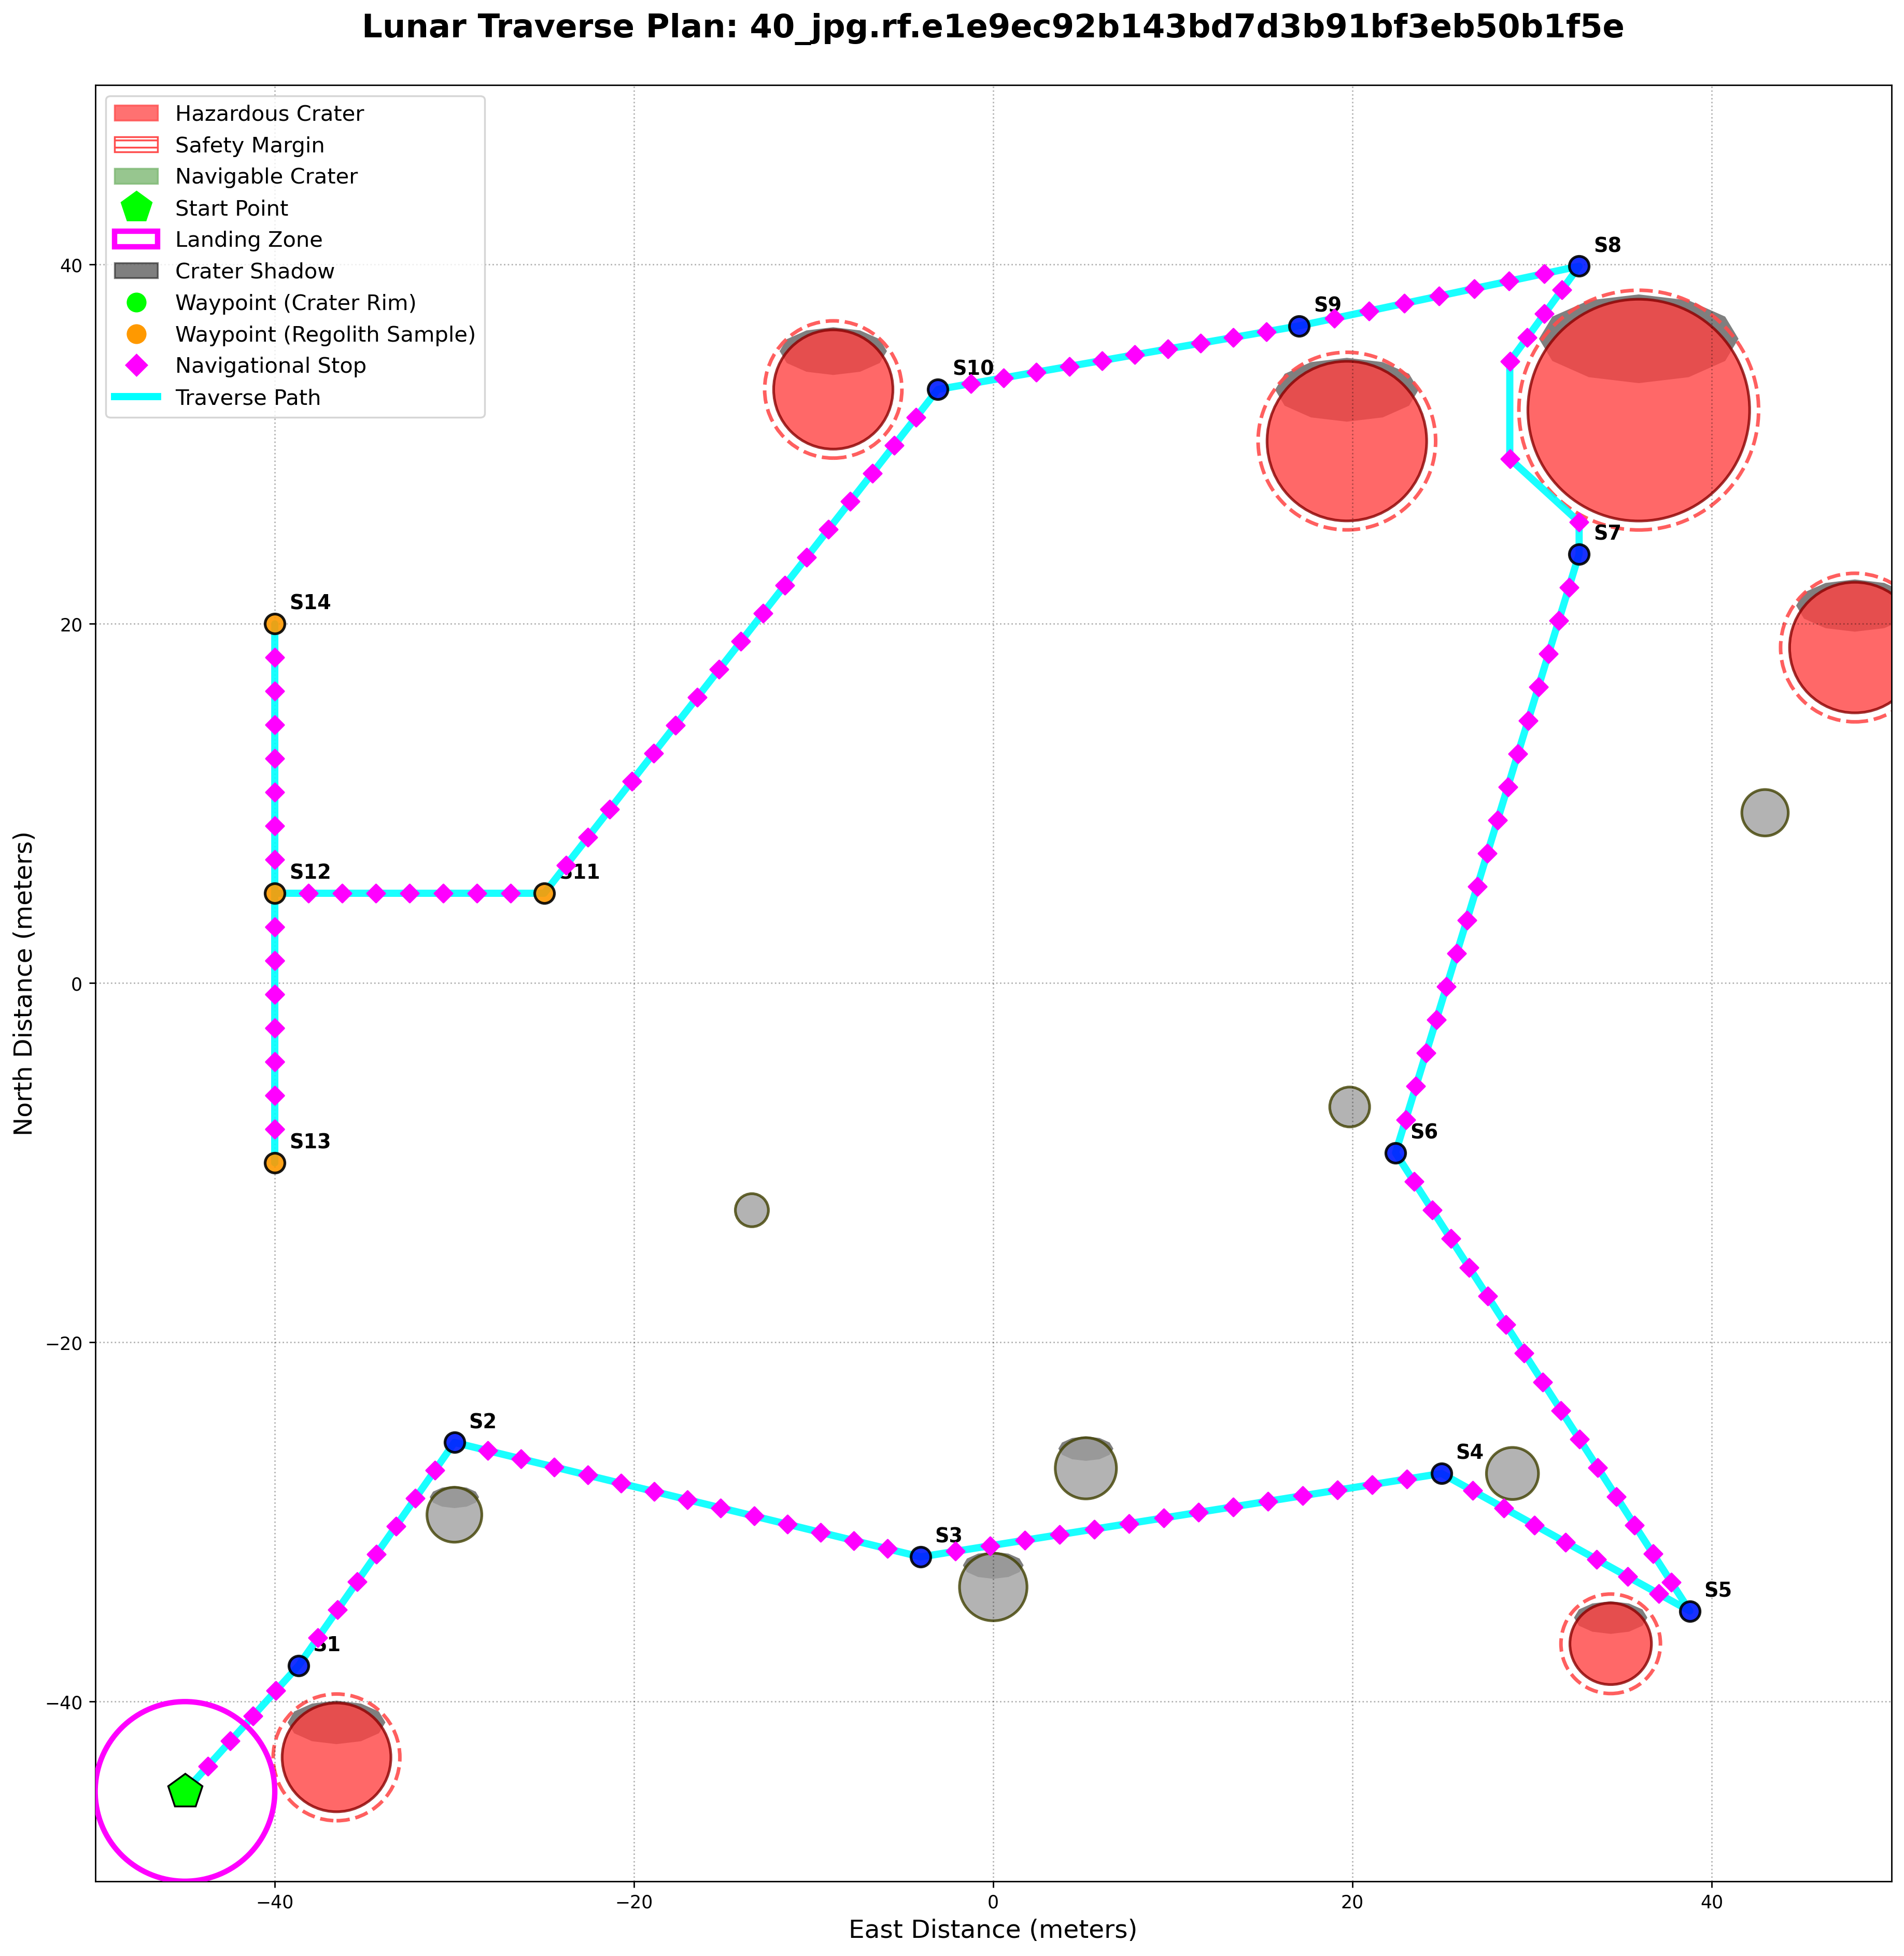 Lunar Traverse Plan: 40_jpg.rf.e1e9ec92b143bd7d3b91bf3eb50b1f5e
Hazardous Crater
Safety Margin
Navigable Crater
Start Point
Landing Zone
Crater Shadow
Waypoint (Crater Rim)
Waypoint (Regolith Sample)
Navigational Stop
Traverse Path
S8
S9
S10
S7
S14
S12
S11
S6
S13
S2
S4
S3
S5
S1
40
20
0
−20
−40
−40
−20
0
20
40
North Distance (meters)
East Distance (meters)